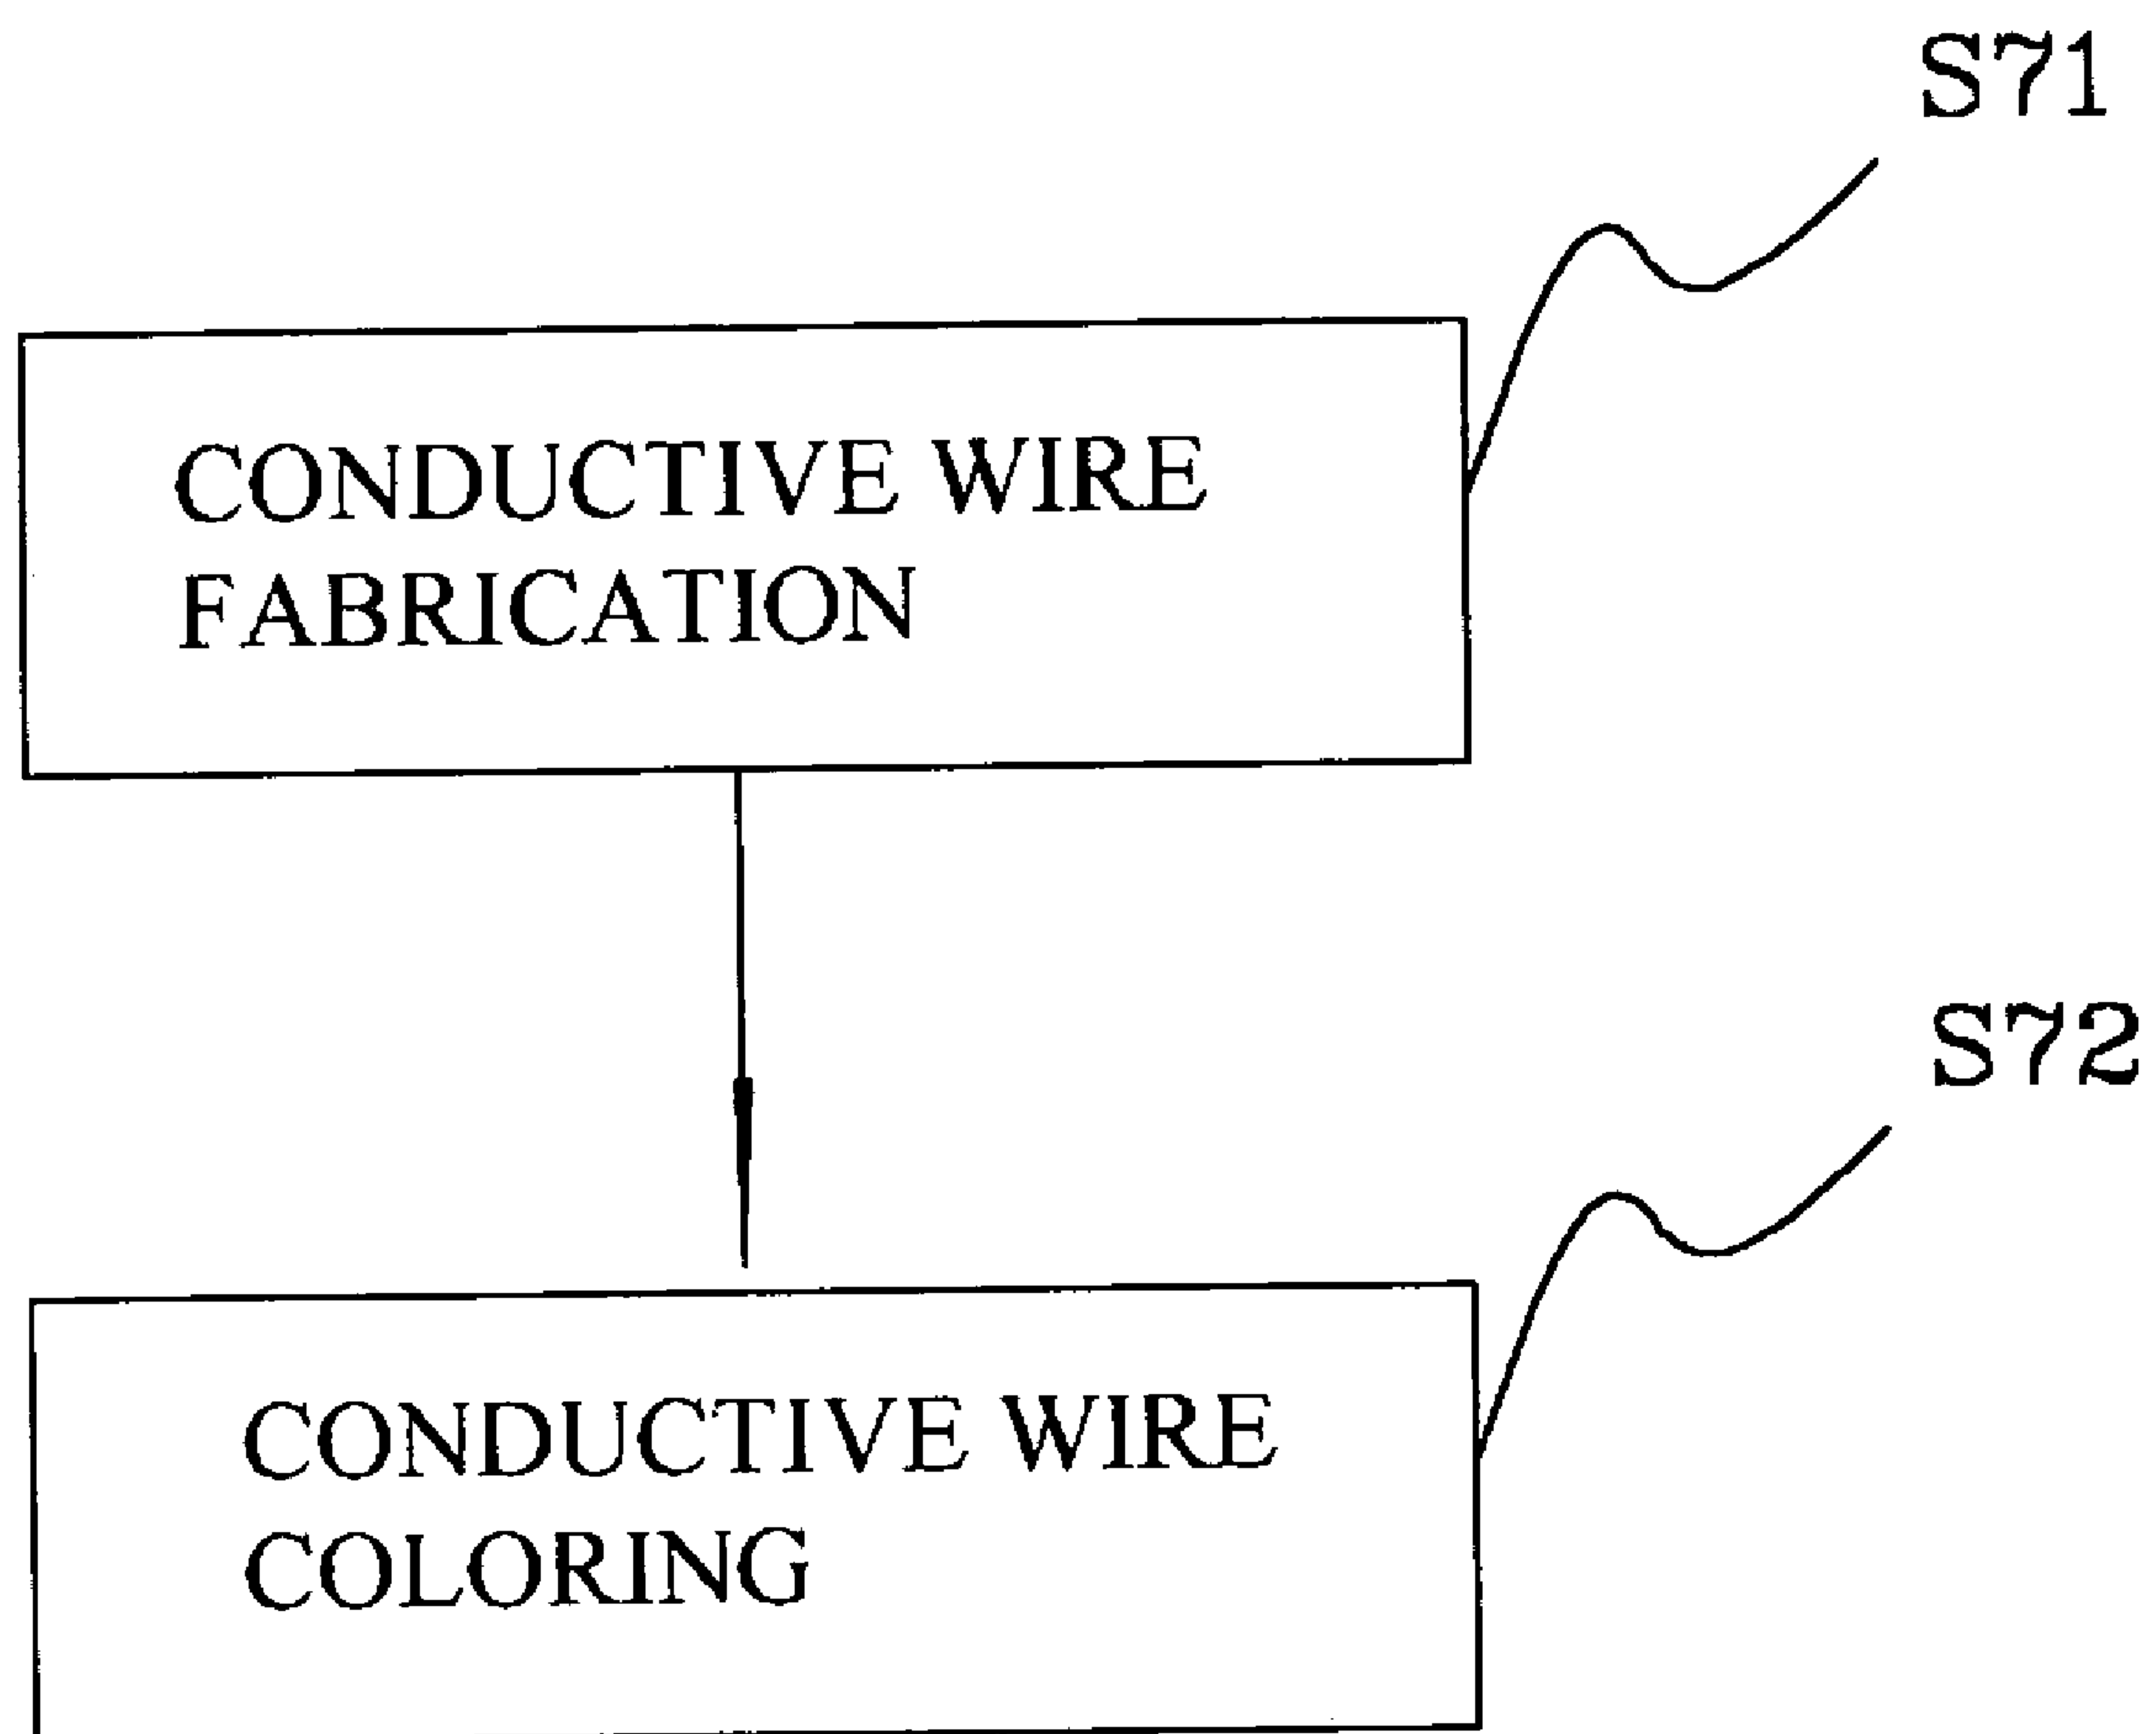 S71
CONDUCTIVE WIRE
FABRICATION
S72
CONDUCTIVE WIRE
COLORING